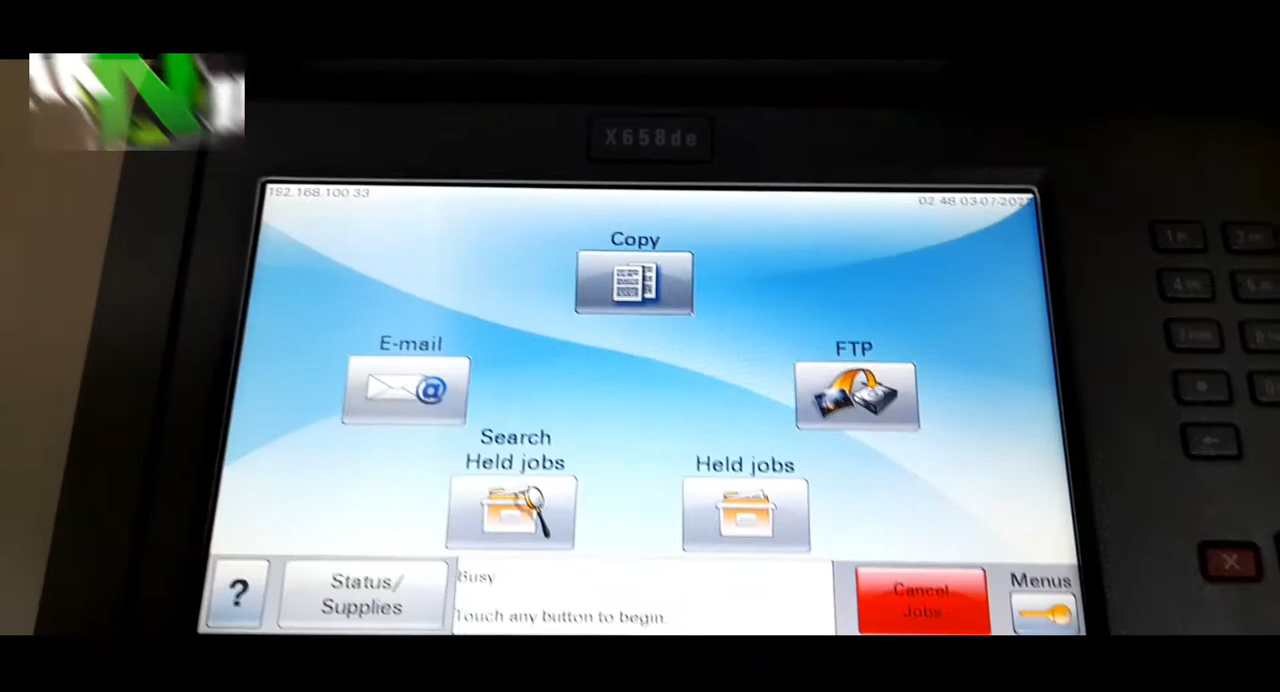 X658de
192.168.100.33
02:48 03-07-202
Copy
E-mail
FTP
Search
Held jobs
Held jobs
?
Status/
Supplies
Busy
Touch any button to begin.
Cancel
Jobs
Menus